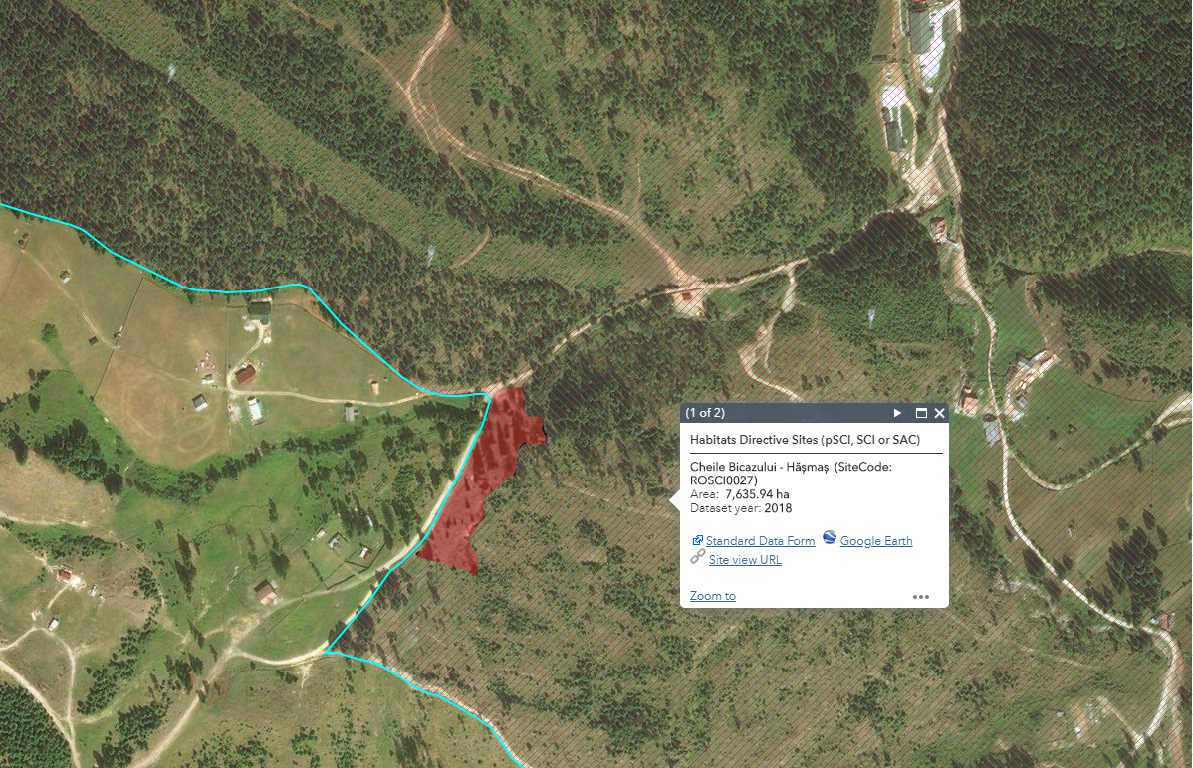 (1 of 2)
Habitats Directive Sites (pSCI, SCI or SAC)
Cheile Bicazului - Hăşmaş (SiteCode:
ROSCI0027)
Area: 7,635.94 ha
Dataset year: 2018
Standard Data Form Google Earth
Site view URL
Zoom to